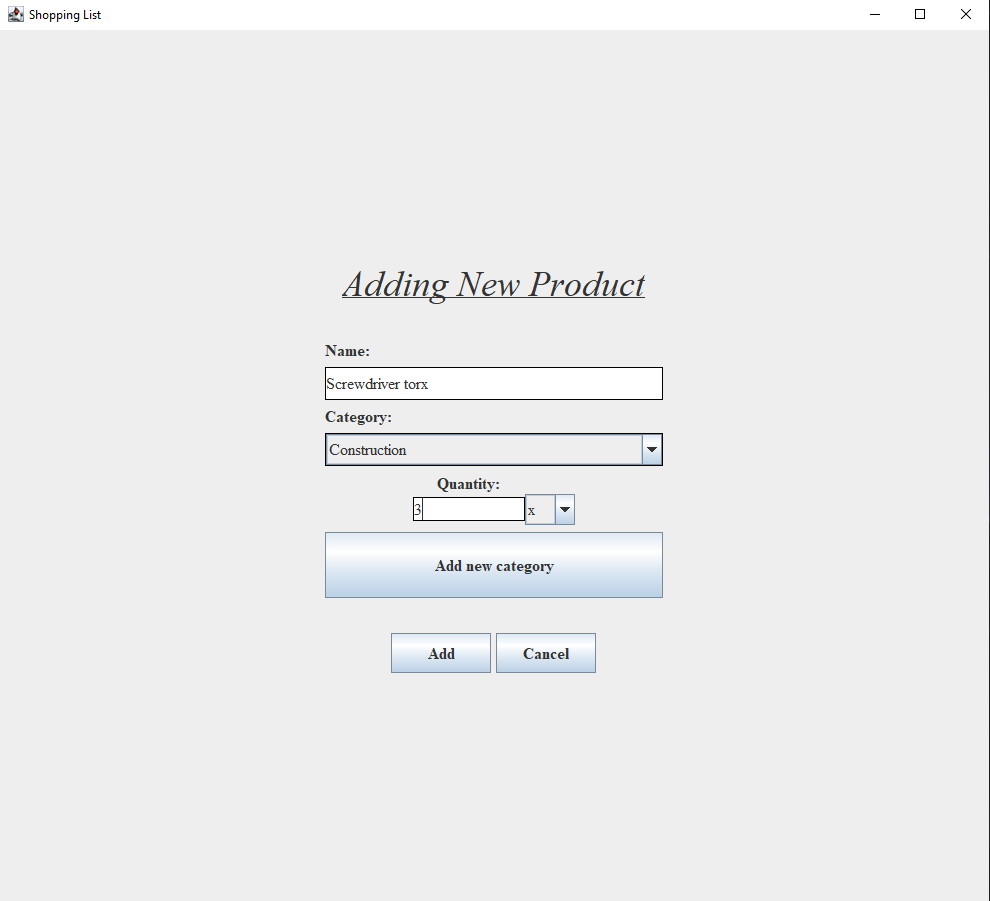 Shopping List
Adding New Product
Name:
Screwdriver torx
Category:
Construction
Quantity:
3 x
Add new category
Add Cancel